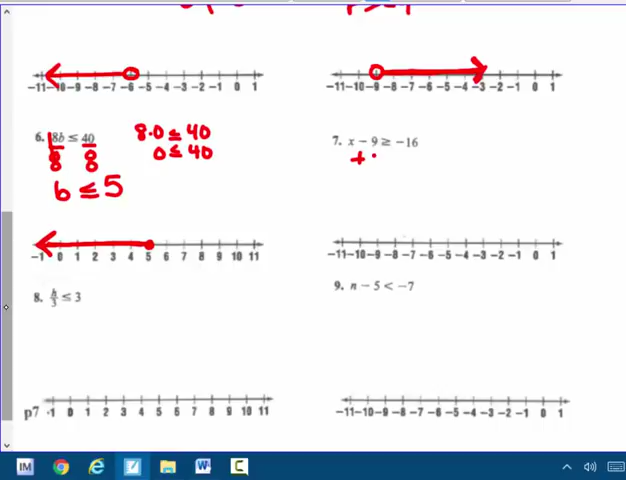 -11-10-9 -8 -7 -6 -5 -4 -3 -2 -1 0 1
-11-10-9 -8 -7 -6 -5 -4 -3 -2 -1 0 1
6. 8b ≤ 40
8 8
8·0 ≤ 40
0 ≤ 40
b ≤ 5
7. x − 9 ≥ −16
+
-1 0 1 2 3 4 5 6 7 8 9 10 11
-11-10-9 -8 -7 -6 -5 -4 -3 -2 -1 0 1
8. h/3 ≤ 3
9. n − 5 < −7
p7 -1 0 1 2 3 4 5 6 7 8 9 10 11
-11-10-9 -8 -7 -6 -5 -4 -3 -2 -1 0 1
IM